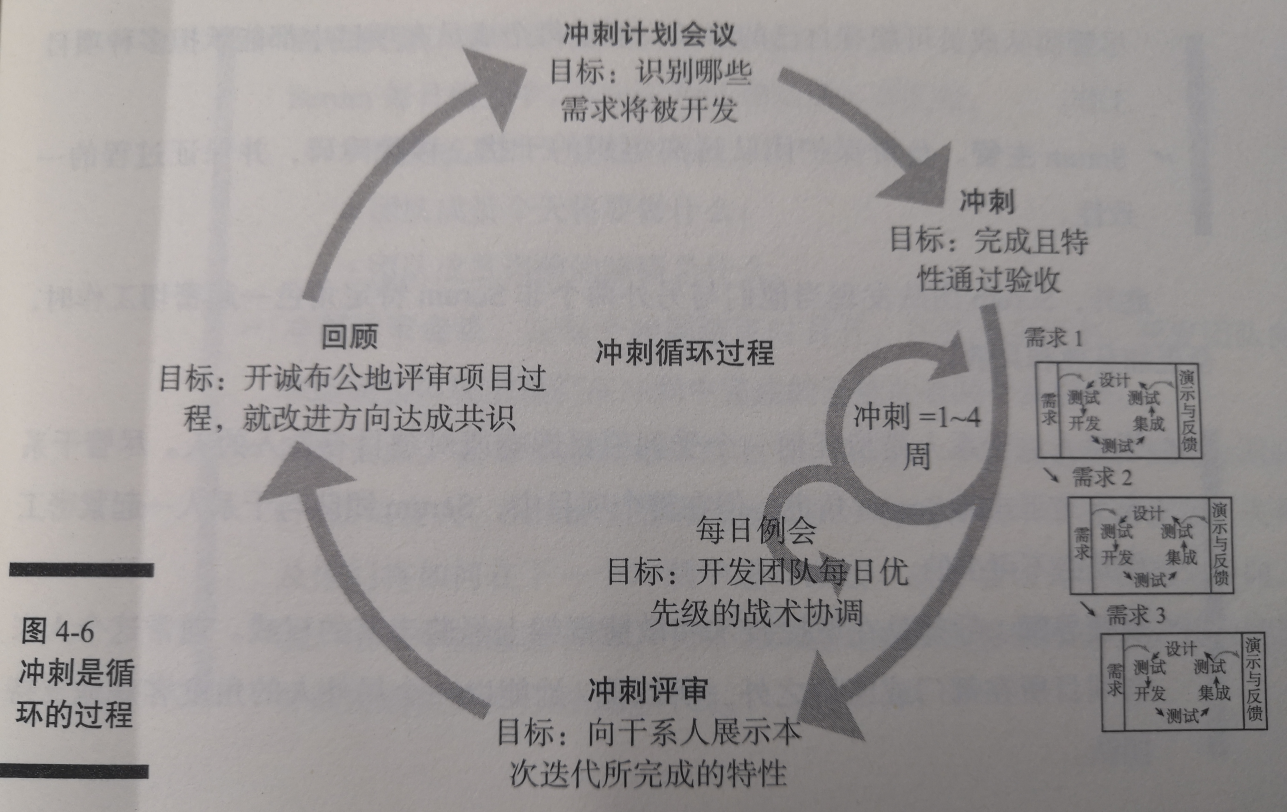 冲刺计划会议
目标：识别哪些
需求将被开发
冲刺
目标：完成且特
性通过验收
回顾
目标：开诚布公地评审项目过
程，就改进方向达成共识
冲刺循环过程
冲刺 =1~4
周
每日例会
目标：开发团队每日优
先级的战术协调
冲刺评审
目标：向干系人展示本
次迭代所完成的特性
需求 1
需求
设计
测试 测试
开发 集成
测试
演示与反馈
需求 2
需求
设计
测试 测试
开发 集成
测试
演示与反馈
需求 3
需求
设计
测试 测试
开发 集成
测试
演示与反馈
图 4-6
冲刺是循
环的过程